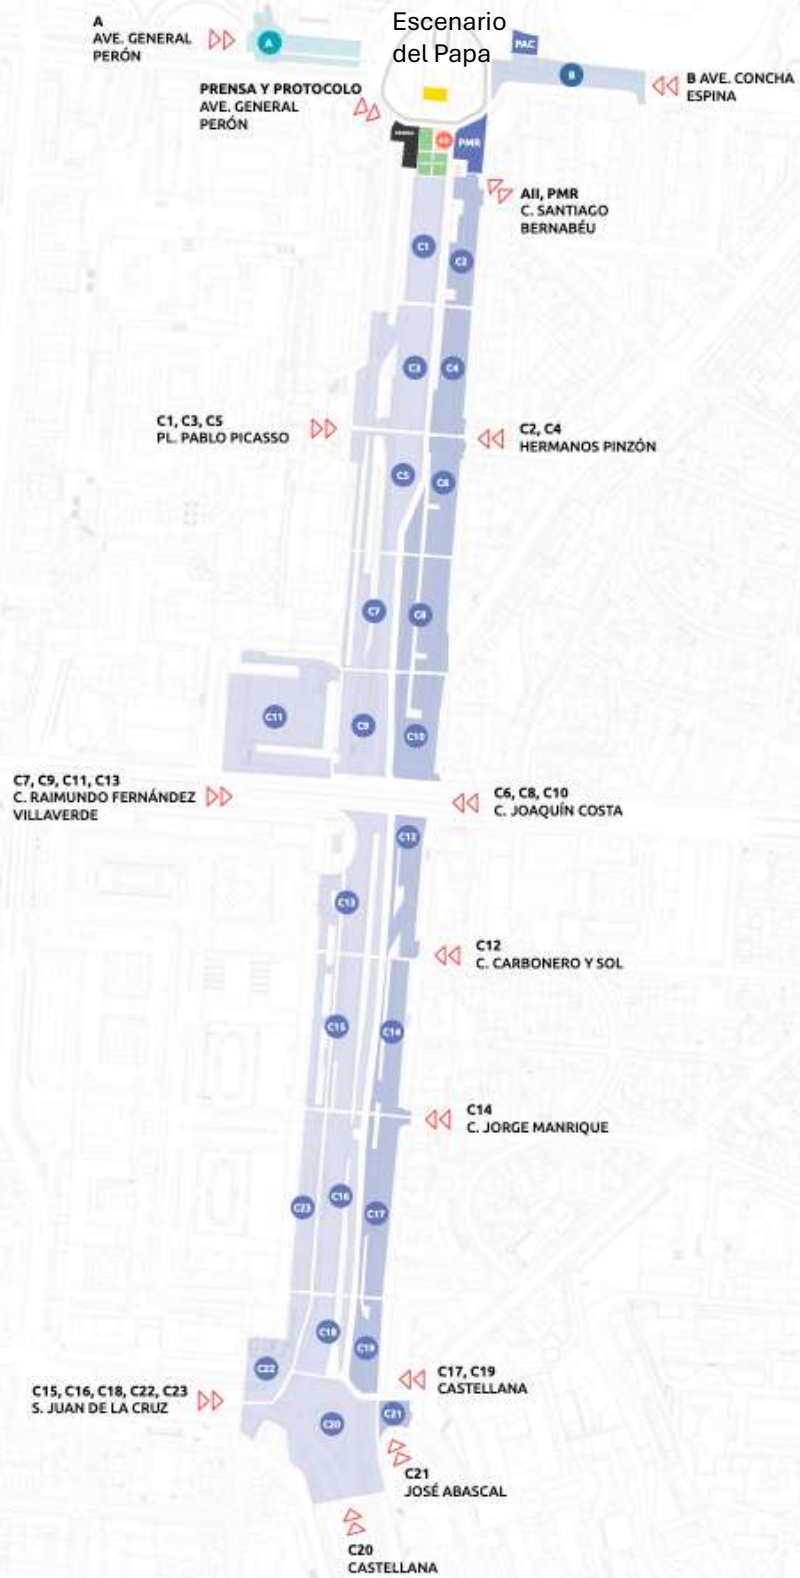 Escenario
del Papa
A
AVE. GENERAL
PERÓN
A
PAC
B
B AVE. CONCHA
ESPINA
PRENSA Y PROTOCOLO
AVE. GENERAL
PERÓN
PMR
AII, PMR
C. SANTIAGO
BERNABÉU
C1
C2
C3
C4
C1, C3, C5
PL. PABLO PICASSO
C2, C4
HERMANOS PINZÓN
C5
C6
C7
C8
C11
C9
C10
C7, C9, C11, C13
C. RAIMUNDO FERNÁNDEZ
VILLAVERDE
C6, C8, C10
C. JOAQUÍN COSTA
C12
C13
C12
C. CARBONERO Y SOL
C15
C14
C14
C. JORGE MANRIQUE
C23
C16
C17
C18
C19
C22
C15, C16, C18, C22, C23
S. JUAN DE LA CRUZ
C17, C19
CASTELLANA
C20
C21
C21
JOSÉ ABASCAL
C20
CASTELLANA